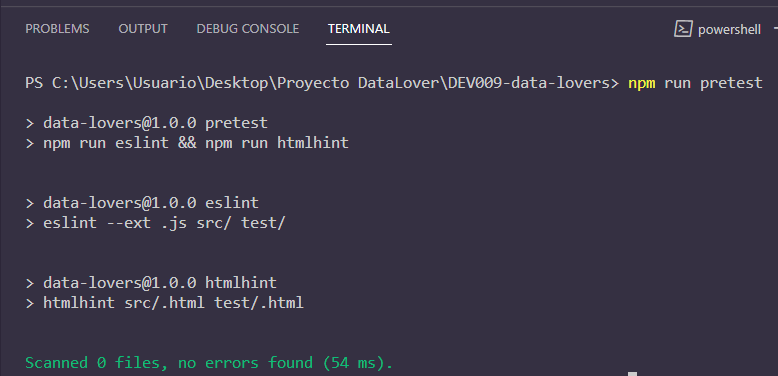 PROBLEMS OUTPUT DEBUG CONSOLE TERMINAL powershell
PS C:\Users\Usuario\Desktop\Proyecto DataLover\DEV009-data-lovers> npm run pretest
> data-lovers@1.0.0 pretest
> npm run eslint && npm run htmlhint
> data-lovers@1.0.0 eslint
> eslint --ext .js src/ test/
> data-lovers@1.0.0 htmlhint
> htmlhint src/.html test/.html
Scanned 0 files, no errors found (54 ms).